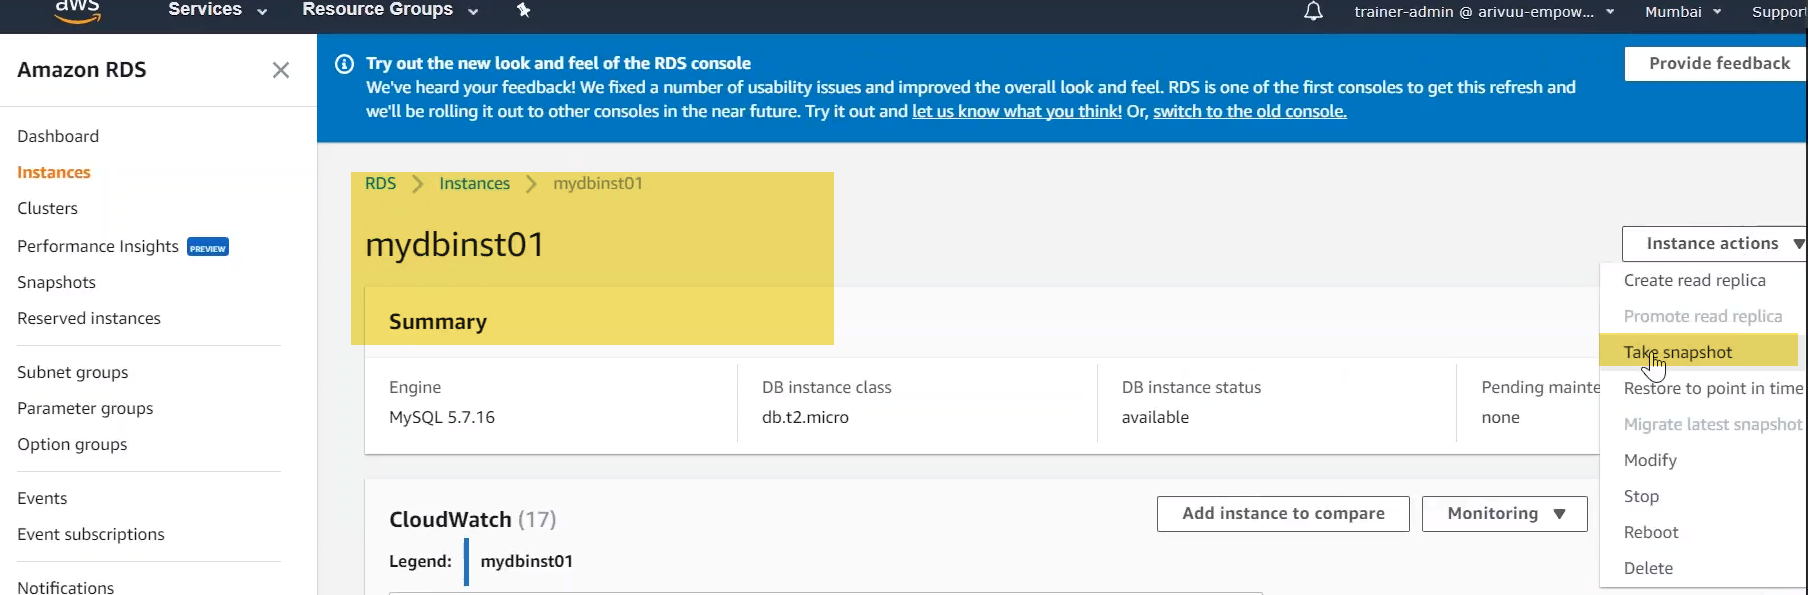 aws
Services
Resource Groups
trainer-admin @ arivuu-empow...
Mumbai
Support
Amazon RDS
Dashboard
Instances
Clusters
Performance Insights PREVIEW
Snapshots
Reserved instances
Subnet groups
Parameter groups
Option groups
Events
Event subscriptions
Notifications
Try out the new look and feel of the RDS console
We've heard your feedback! We fixed a number of usability issues and improved the overall look and feel. RDS is one of the first consoles to get this refresh and
we'll be rolling it out to other consoles in the near future. Try it out and let us know what you think! Or, switch to the old console.
Provide feedback
RDS > Instances > mydbinst01
mydbinst01
Instance actions
Create read replica
Promote read replica
Take snapshot
Restore to point in time
Migrate latest snapshot
Modify
Stop
Reboot
Delete
Summary
Engine
MySQL 5.7.16
DB instance class
db.t2.micro
DB instance status
available
Pending mainte
none
CloudWatch (17)
Add instance to compare
Monitoring
Legend: mydbinst01